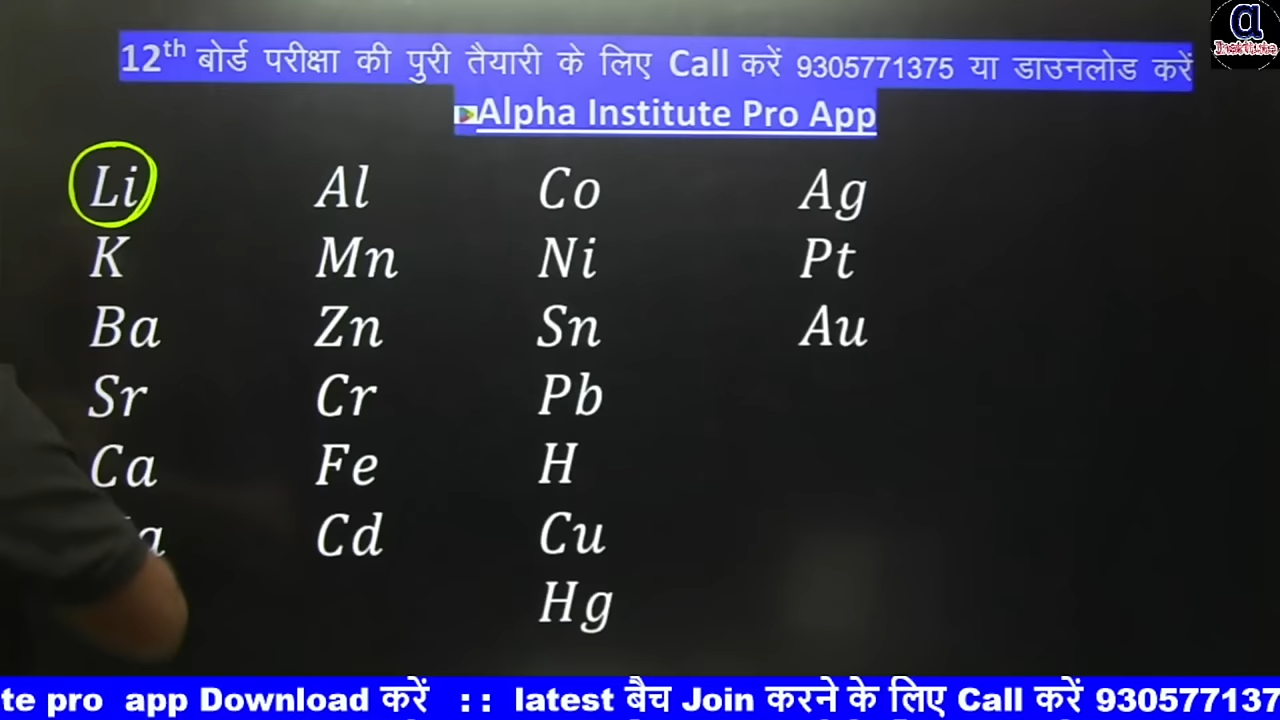 α
Institute
12th बोर्ड परीक्षा की पुरी तैयारी के लिए Call करें 9305771375 या डाउनलोड करें
Alpha Institute Pro App
Li Al Co Ag
K Mn Ni Pt
Ba Zn Sn Au
Sr Cr Pb
Ca Fe H
Cd Cu
Hg
te pro app Download करें :: latest बैच Join करने के लिए Call करें 930577137